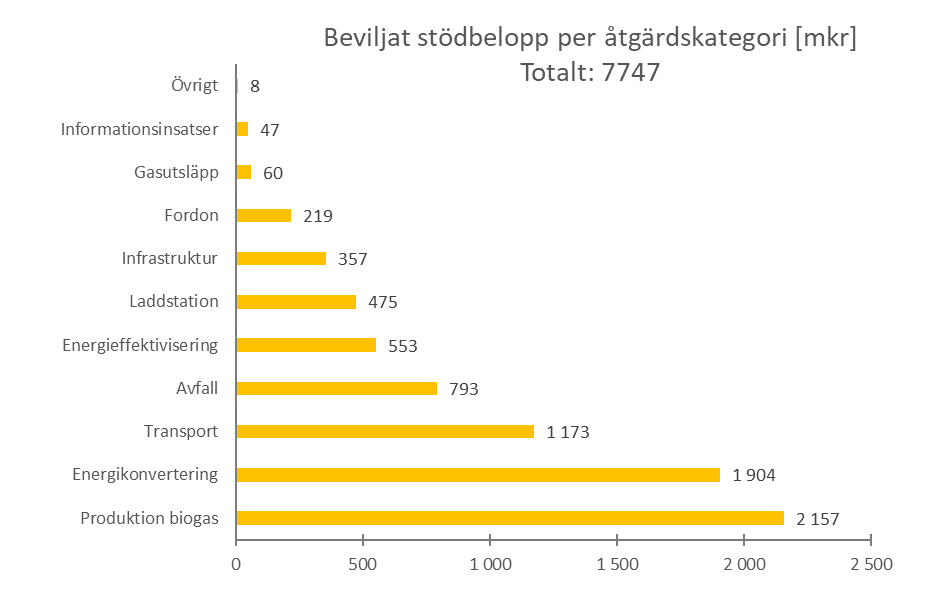 Beviljat stödbelopp per åtgärdskategori [mkr]
Totalt: 7747
Övrigt 8
Informationsinsatser 47
Gasutsläpp 60
Fordon 219
Infrastruktur 357
Laddstation 475
Energieffektivisering 553
Avfall 793
Transport 1 173
Energikonvertering 1 904
Produktion biogas 2 157
0 500 1 000 1 500 2 000 2 500